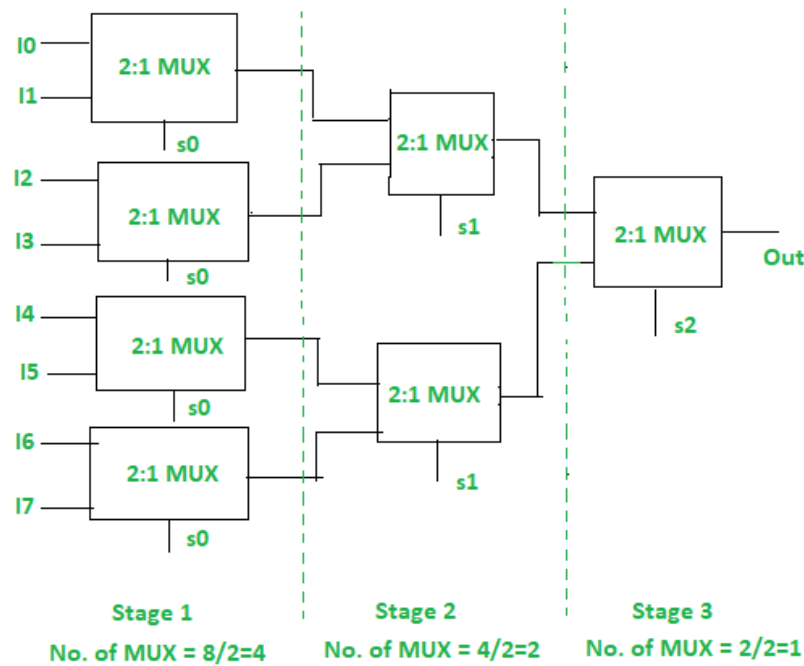 I0
2:1 MUX
I1
s0
2:1 MUX
s1
I2
2:1 MUX
I3
s0
2:1 MUX
Out
s2
I4
2:1 MUX
I5
s0
2:1 MUX
s1
I6
2:1 MUX
I7
s0
Stage 1
No. of MUX = 8/2=4
Stage 2
No. of MUX = 4/2=2
Stage 3
No. of MUX = 2/2=1